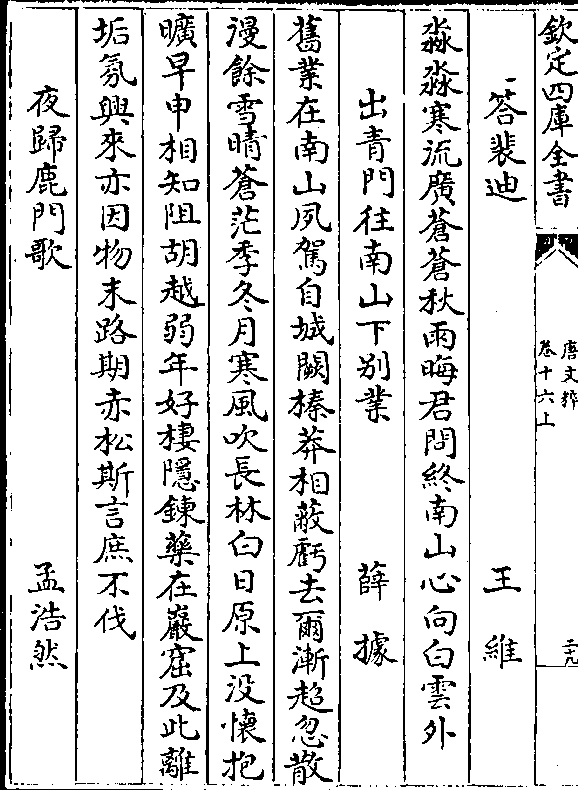 欽定四庫全書
唐文粹
卷十六上
二十九
答裴迪
王維
淼淼寒流廣蒼蒼秋雨晦君問終南山心向白雲外
出青門往南山下别業
薛據
舊業在南山夙駕自城闕榛莽相蔽虧去爾漸超忽散
漫餘雪晴蒼茫季冬月寒風吹長林白日原上没懷抱
曠早申相知阻胡越弱年好棲隱鍊藥在巖窟及此離
垢氛興來亦因物末路期赤松斯言庶不伐
夜歸鹿門歌
孟浩然